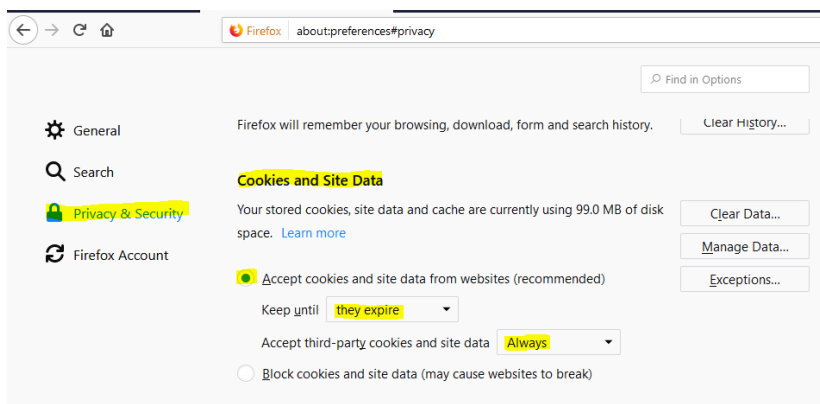 Firefox about:preferences#privacy
Find in Options
General
Search
Privacy & Security
Firefox Account
Firefox will remember your browsing, download, form and search history.
Clear History...
Cookies and Site Data
Your stored cookies, site data and cache are currently using 99.0 MB of disk
space. Learn more
Clear Data...
Manage Data...
Exceptions...
Accept cookies and site data from websites (recommended)
Keep until they expire
Accept third-party cookies and site data Always
Block cookies and site data (may cause websites to break)